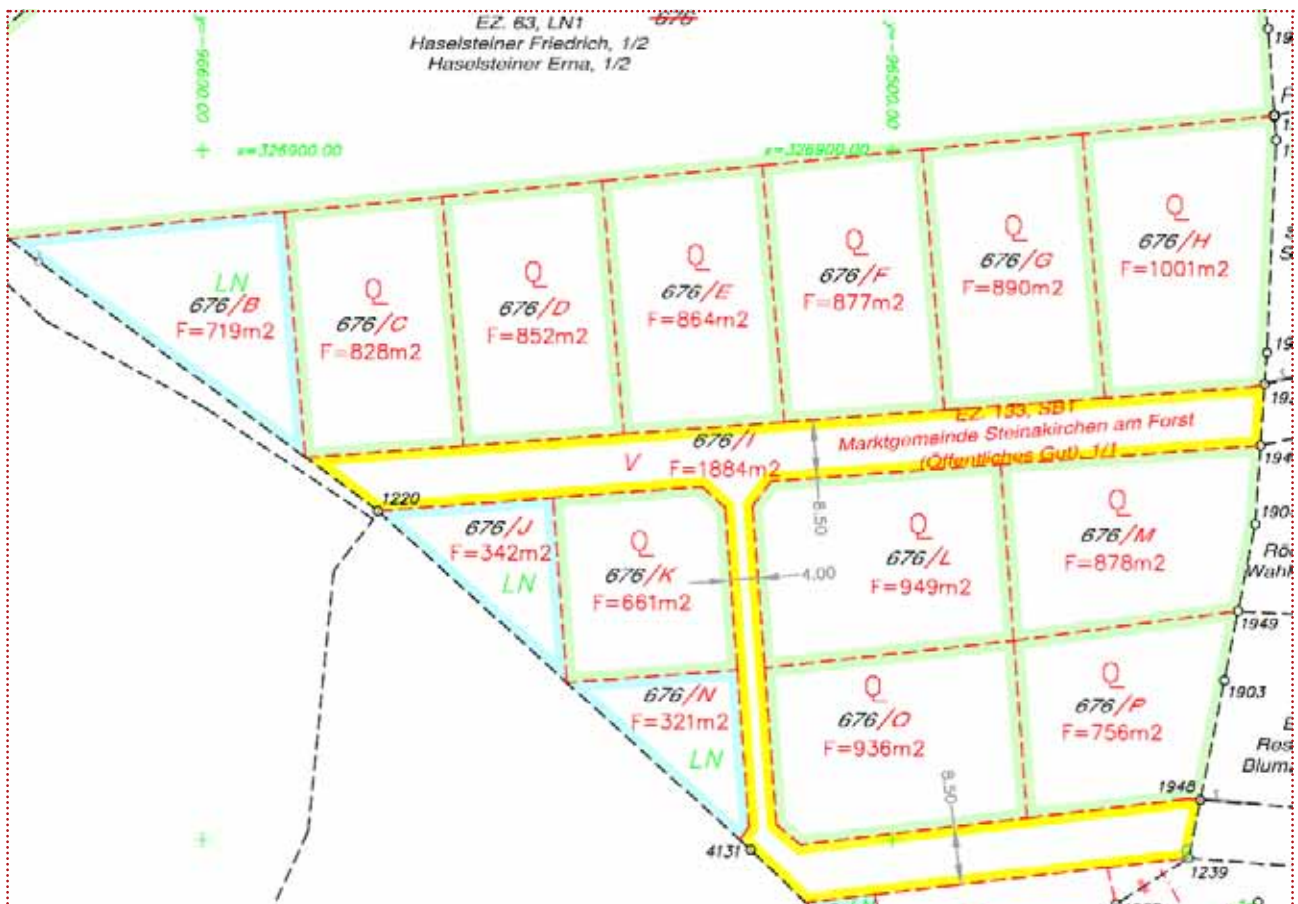 EZ. 63, LN1
676
Haselsteiner Friedrich, 1/2
Haselsteiner Erna, 1/2
x=326900.00
x=326900.00
LN
676/B
F=719m2
Q
676/C
F=828m2
Q
676/D
F=852m2
Q
676/E
F=864m2
Q
676/F
F=877m2
Q
676/G
F=890m2
Q
676/H
F=1001m2
EZ. 133, SB1
Marktgemeinde Steinakirchen am Forst
(Öffentliches Gut), 1/1
V
676/I
F=1884m2
8.50
1220
676/J
F=342m2
LN
Q
676/K
F=661m2
4.00
Q
676/L
F=949m2
Q
676/M
F=878m2
1949
1903
676/N
F=321m2
LN
Q
676/O
F=936m2
Q
676/P
F=756m2
8.50
1948
4131
1239